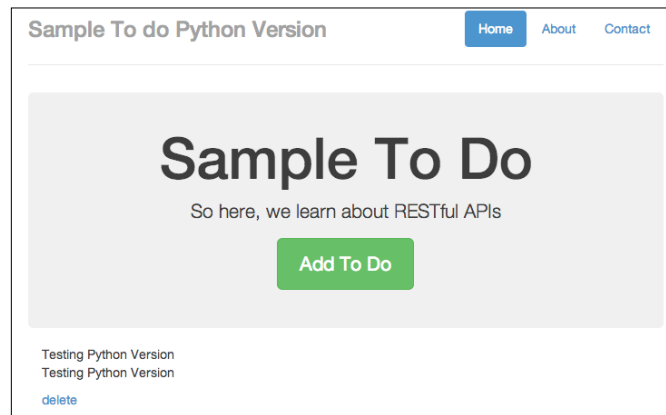 Sample To do Python Version
Home About Contact
Sample To Do
So here, we learn about RESTful APIs
Add To Do
Testing Python Version
Testing Python Version
delete